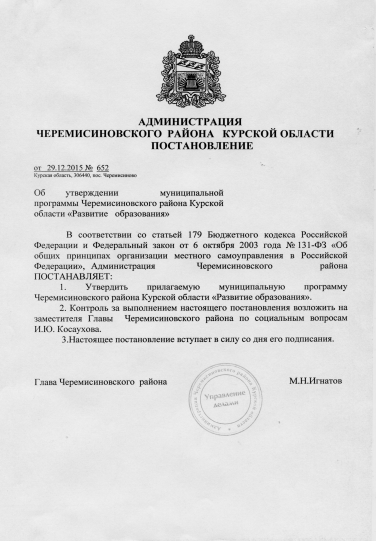 АДМИНИСТРАЦИЯ
ЧЕРЕМИСИНОВСКОГО РАЙОНА КУРСКОЙ ОБЛАСТИ
ПОСТАНОВЛЕНИЕ
от 29.12.2015 № 652
Курская область, 306440, пос. Черемисиново
Об утверждении муниципальной
программы Черемисиновского района Курской
области «Развитие образования»
В соответствии со статьей 179 Бюджетного кодекса Российской
Федерации и Федеральный закон от 6 октября 2003 года № 131-ФЗ «Об
общих принципах организации местного самоуправления в Российской
Федерации», Администрация Черемисиновского района
ПОСТАНАВЛЯЕТ:
1. Утвердить прилагаемую муниципальную программу
Черемисиновского района Курской области «Развитие образования».
2. Контроль за выполнением настоящего постановления возложить на
заместителя Главы Черемисиновского района по социальным вопросам
И.Ю. Косаухова.
3.Настоящее постановление вступает в силу со дня его подписания.
Глава Черемисиновского района М.Н.Игнатов
Управление
делами